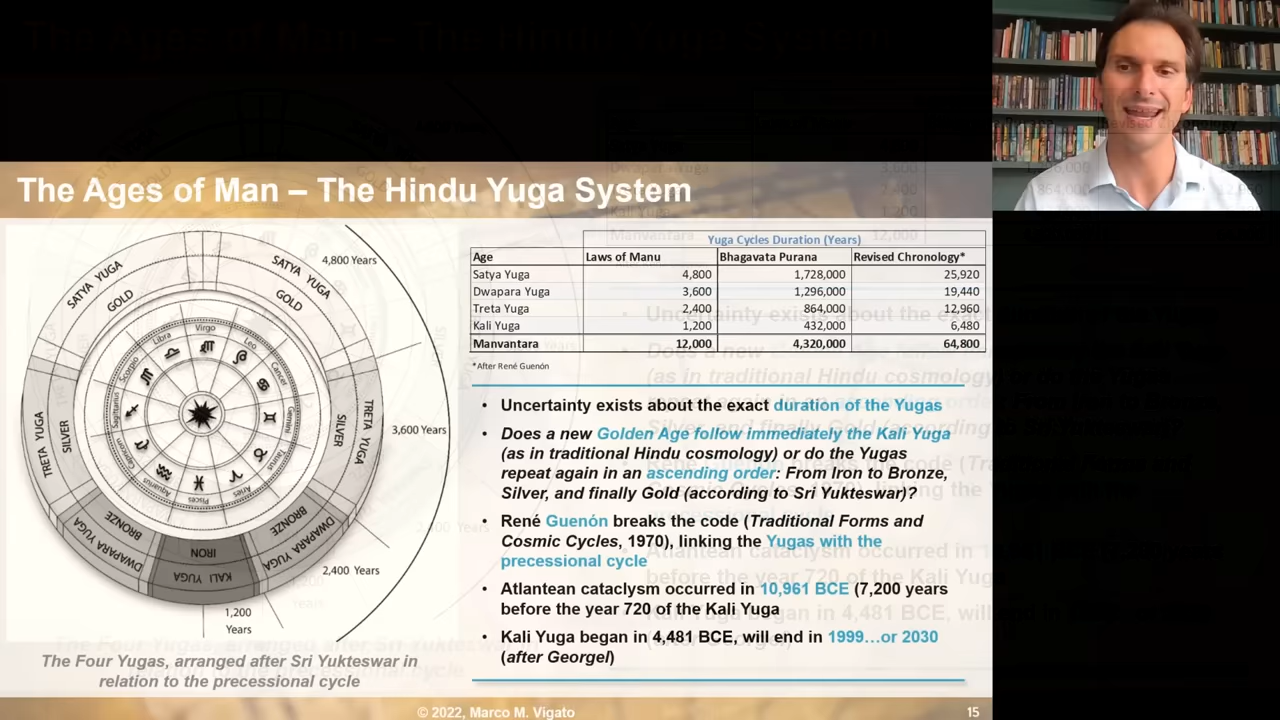 The Ages of Man – The Hindu Yuga System
SATYA YUGA
GOLD
SATYA YUGA
GOLD
4,800 Years
TRETA YUGA
SILVER
SILVER
TRETA YUGA
3,600 Years
BRONZE
DWAPARA YUGA
BRONZE
DWAPARA YUGA
2,400 Years
IRON
KALI YUGA
1,200
Years
Virgo
Leo
Cancer
Gemini
Taurus
Aries
Pisces
Aquarius
Capricorn
Sagittarius
Scorpio
Libra
The Four Yugas, arranged after Sri Yukteswar in
relation to the precessional cycle
Yuga Cycles Duration (Years)
Age Laws of Manu Bhagavata Purana Revised Chronology*
Satya Yuga 4,800 1,728,000 25,920
Dwapara Yuga 3,600 1,296,000 19,440
Treta Yuga 2,400 864,000 12,960
Kali Yuga 1,200 432,000 6,480
Manvantara 12,000 4,320,000 64,800
*After René Guenón
• Uncertainty exists about the exact duration of the Yugas
• Does a new Golden Age follow immediately the Kali Yuga
(as in traditional Hindu cosmology) or do the Yugas
repeat again in an ascending order: From Iron to Bronze,
Silver, and finally Gold (according to Sri Yukteswar)?
• René Guenón breaks the code (Traditional Forms and
Cosmic Cycles, 1970), linking the Yugas with the
precessional cycle
• Atlantean cataclysm occurred in 10,961 BCE (7,200 years
before the year 720 of the Kali Yuga
• Kali Yuga began in 4,481 BCE, will end in 1999…or 2030
(after Georgel)
© 2022, Marco M. Vigato
15